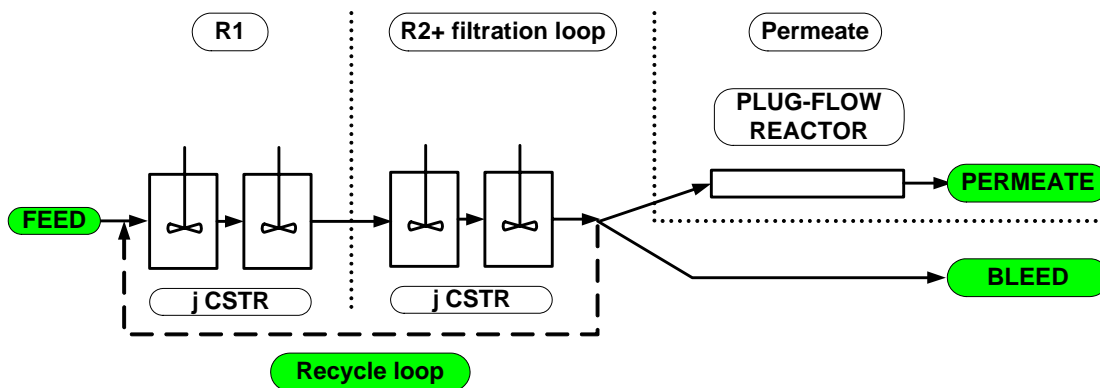 R1
R2+ filtration loop
Permeate
PLUG-FLOW
REACTOR
FEED
PERMEATE
BLEED
j CSTR
j CSTR
Recycle loop